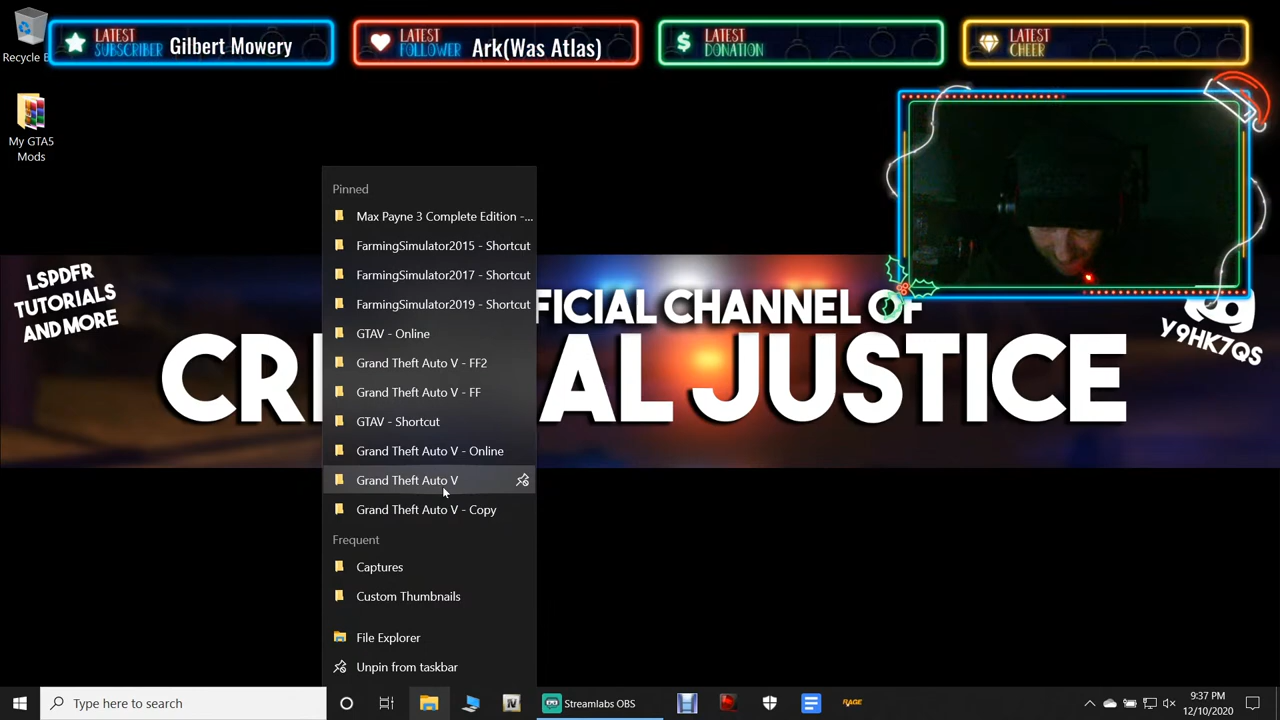 Recycle B
LATEST
SUBSCRIBER
Gilbert Mowery
LATEST
FOLLOWER
Ark(Was Atlas)
LATEST
DONATION
LATEST
CHEER
My GTA5
Mods
LSPDFR
TUTORIALS
AND MORE
FICIAL CHANNEL OF
CRI
AL JUSTICE
Y9HK7QS
Pinned
Max Payne 3 Complete Edition -...
FarmingSimulator2015 - Shortcut
FarmingSimulator2017 - Shortcut
FarmingSimulator2019 - Shortcut
GTAV - Online
Grand Theft Auto V - FF2
Grand Theft Auto V - FF
GTAV - Shortcut
Grand Theft Auto V - Online
Grand Theft Auto V
Grand Theft Auto V - Copy
Frequent
Captures
Custom Thumbnails
File Explorer
Unpin from taskbar
Type here to search
IV
Streamlabs OBS
RAGE
9:37 PM
12/10/2020